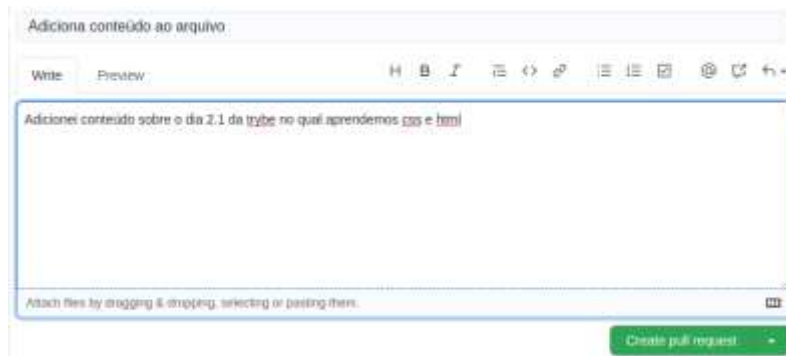 Adiciona conteúdo ao arquivo
Write Preview H B I
Adicionei conteúdo sobre o dia 2.1 da trybe no qual aprendemos css e html
Attach files by dragging & dropping, selecting or pasting them.
Create pull request